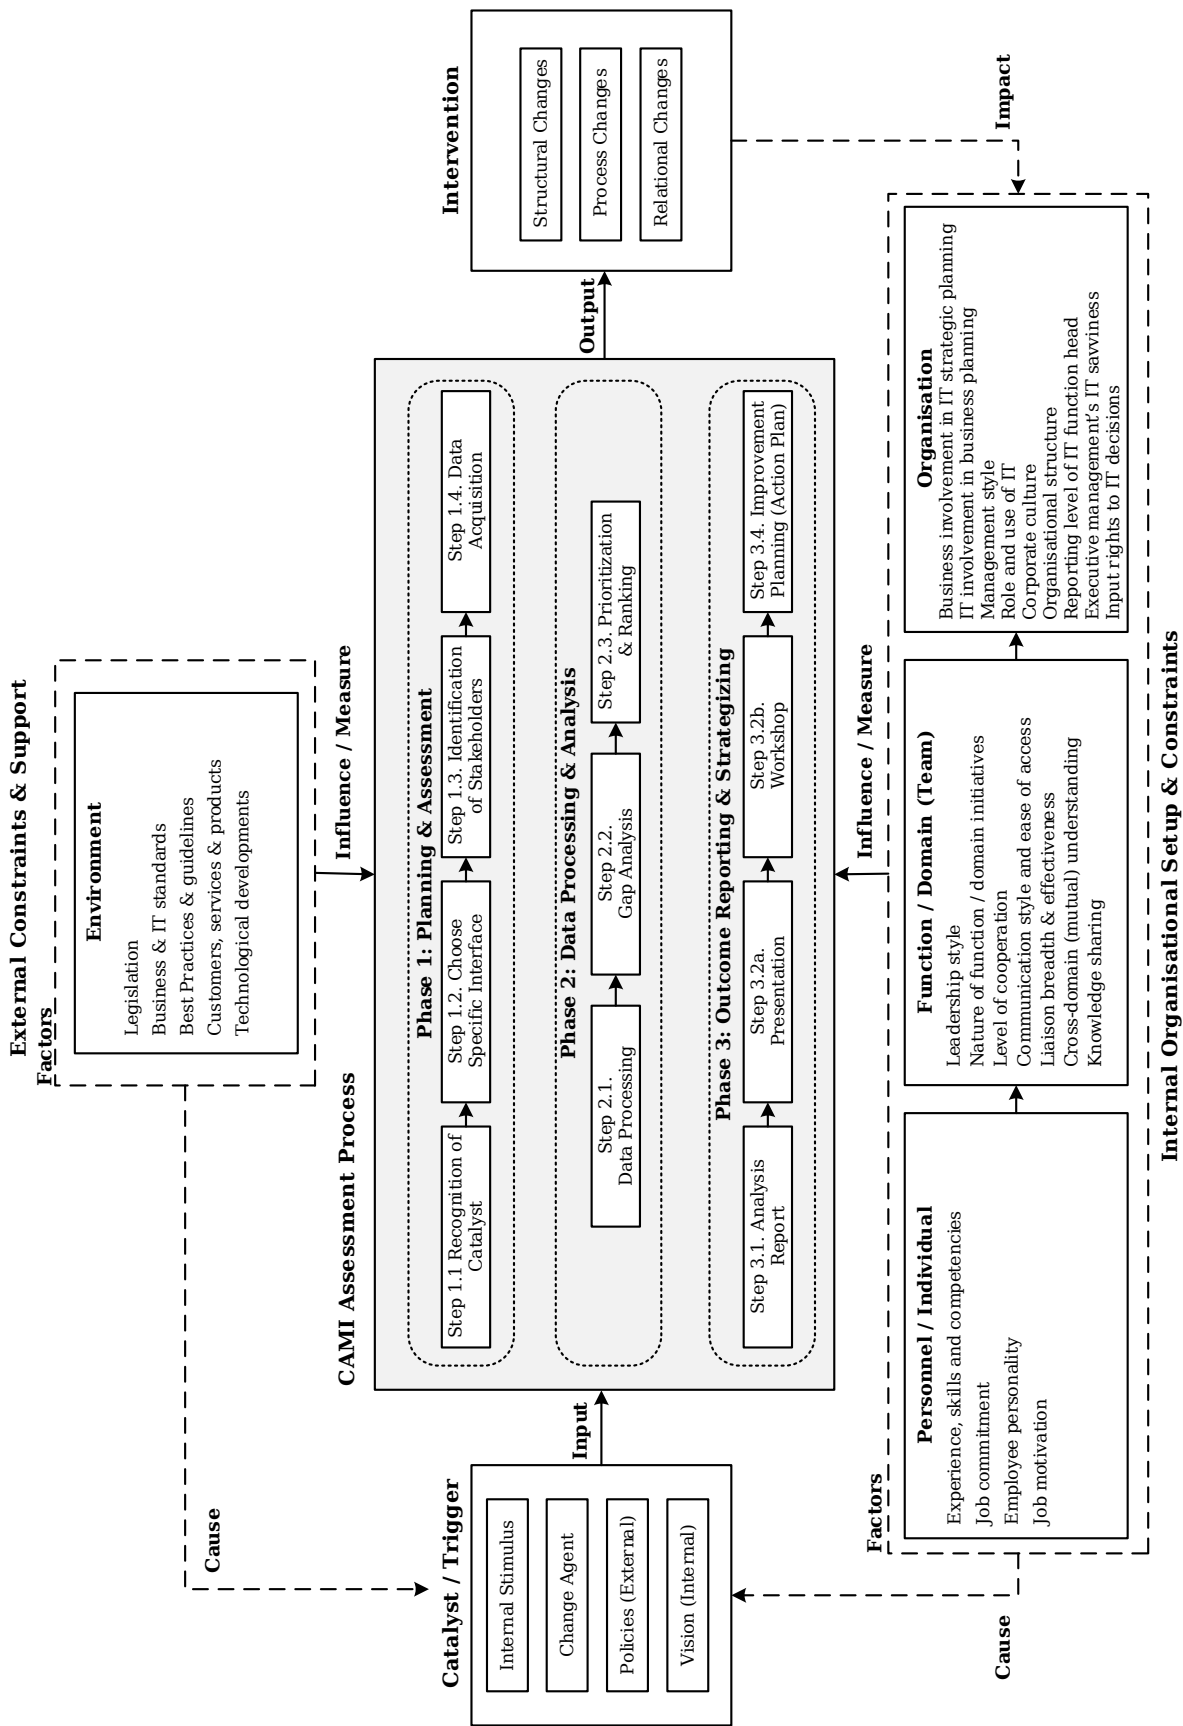 External Constraints & Support
Factors
Environment
Legislation
Business & IT standards
Best Practices & guidelines
Customers, services & products
Technological developments
Cause
Influence / Measure
Catalyst / Trigger
Internal Stimulus
Change Agent
Policies (External)
Vision (Internal)
Input
CAMI Assessment Process
Phase 1: Planning & Assessment
Step 1.1 Recognition of
Catalyst
Step 1.2. Choose
Specific Interface
Step 1.3. Identification
of Stakeholders
Step 1.4. Data
Acquisition
Phase 2: Data Processing & Analysis
Step 2.1.
Data Processing
Step 2.2.
Gap Analysis
Step 2.3. Prioritization
& Ranking
Phase 3: Outcome Reporting & Strategizing
Step 3.1. Analysis
Report
Step 3.2a.
Presentation
Step 3.2b.
Workshop
Step 3.4. Improvement
Planning (Action Plan)
Output
Intervention
Structural Changes
Process Changes
Relational Changes
Impact
Influence / Measure
Cause
Factors
Personnel / Individual
Experience, skills and competencies
Job commitment
Employee personality
Job motivation
Function / Domain (Team)
Leadership style
Nature of function / domain initiatives
Level of cooperation
Communication style and ease of access
Liaison breadth & effectiveness
Cross-domain (mutual) understanding
Knowledge sharing
Organisation
Business involvement in IT strategic planning
IT involvement in business planning
Management style
Role and use of IT
Corporate culture
Organisational structure
Reporting level of IT function head
Executive management’s IT savviness
Input rights to IT decisions
Internal Organisational Setup & Constraints